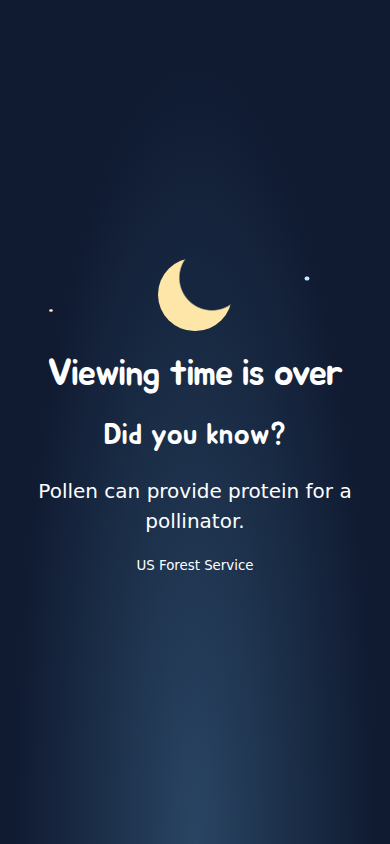 Viewing time is over
Did you know?
Pollen can provide protein for a
pollinator.
US Forest Service